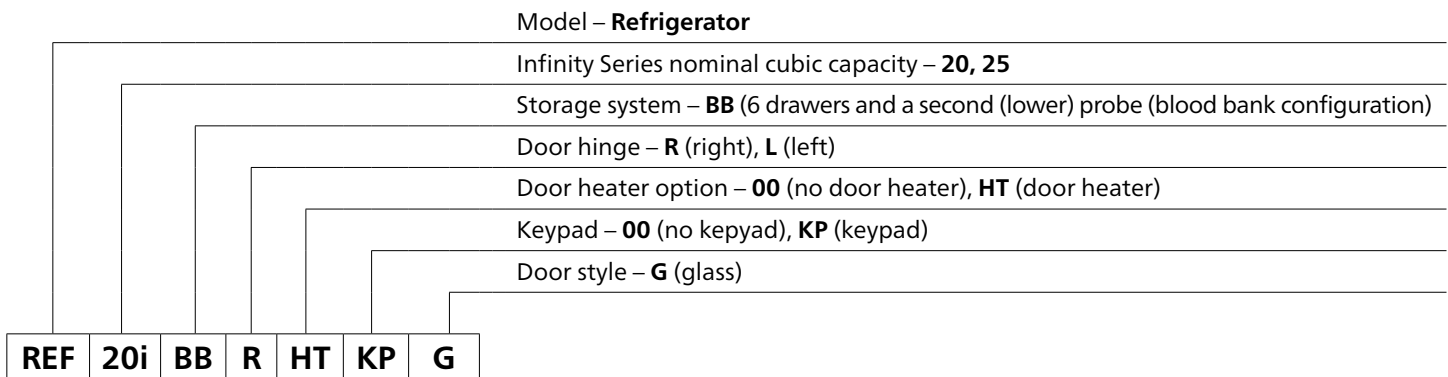 Model – Refrigerator
Infinity Series nominal cubic capacity – 20, 25
Storage system – BB (6 drawers and a second (lower) probe (blood bank configuration)
Door hinge – R (right), L (left)
Door heater option – 00 (no door heater), HT (door heater)
Keypad – 00 (no kepyad), KP (keypad)
Door style – G (glass)
REF 20i BB R HT KP G